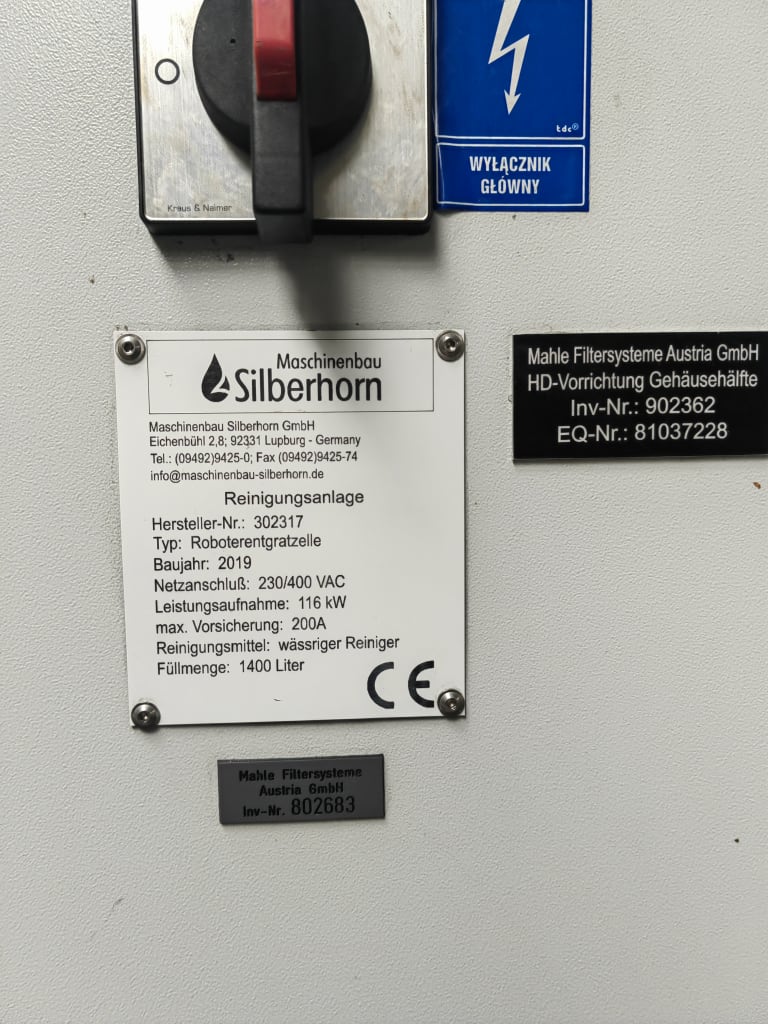 Kraus & Naimer
tdc®
WYŁĄCZNIK
GŁÓWNY
Maschinenbau
Silberhorn
Maschinenbau Silberhorn GmbH
Eichenbühl 2,8; 92331 Lupburg - Germany
Tel.: (09492)9425-0; Fax (09492)9425-74
info@maschinenbau-silberhorn.de
Reinigungsanlage
Hersteller-Nr.: 302317
Typ: Roboterentgratzelle
Baujahr: 2019
Netzanschluß: 230/400 VAC
Leistungsaufnahme: 116 kW
max. Vorsicherung: 200A
Reinigungsmittel: wässriger Reiniger
Füllmenge: 1400 Liter
CE
Mahle Filtersysteme Austria GmbH
HD-Vorrichtung Gehäusehälfte
Inv-Nr.: 902362
EQ-Nr.: 81037228
Mahle Filtersysteme
Austria GmbH
Inv-Nr. 802683